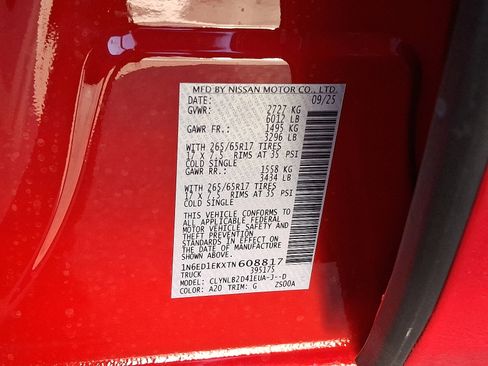 MFD BY NISSAN MOTOR CO., LTD.
DATE: 09/25
GVWR: 2727 KG
6012 LB
GAWR FR.: 1495 KG
3296 LB
WITH 265/65R17 TIRES
17 X 7.5 RIMS AT 35 PSI
COLD SINGLE
GAWR RR.: 1558 KG
3434 LB
WITH 265/65R17 TIRES
17 X 7.5 RIMS AT 35 PSI
COLD SINGLE
THIS VEHICLE CONFORMS TO
ALL APPLICABLE FEDERAL
MOTOR VEHICLE SAFETY AND
STANDARDS IN EFFECT ON THE
DATE OF MANUFACTURE
SHOWN ABOVE.
1N6ED1EKXTN608817
TRUCK 395175
MODEL: CLYNLB2D41EUA-J--D
COLOR: A20 TRIM: G ZS00A